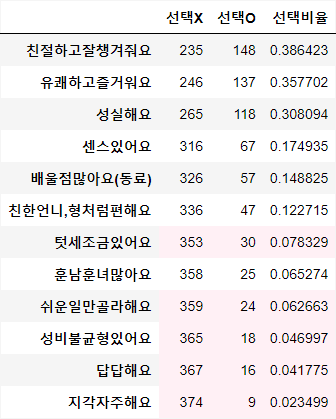 선택X 선택O 선택비율
친절하고잘챙겨줘요 235 148 0.386423
유쾌하고즐거워요 246 137 0.357702
성실해요 265 118 0.308094
센스있어요 316 67 0.174935
배울점많아요(동료) 326 57 0.148825
친한언니,형처럼편해요 336 47 0.122715
텃세조금있어요 353 30 0.078329
훈남훈녀많아요 358 25 0.065274
쉬운일만골라해요 359 24 0.062663
성비불균형있어요 365 18 0.046997
답답해요 367 16 0.041775
지각자주해요 374 9 0.023499